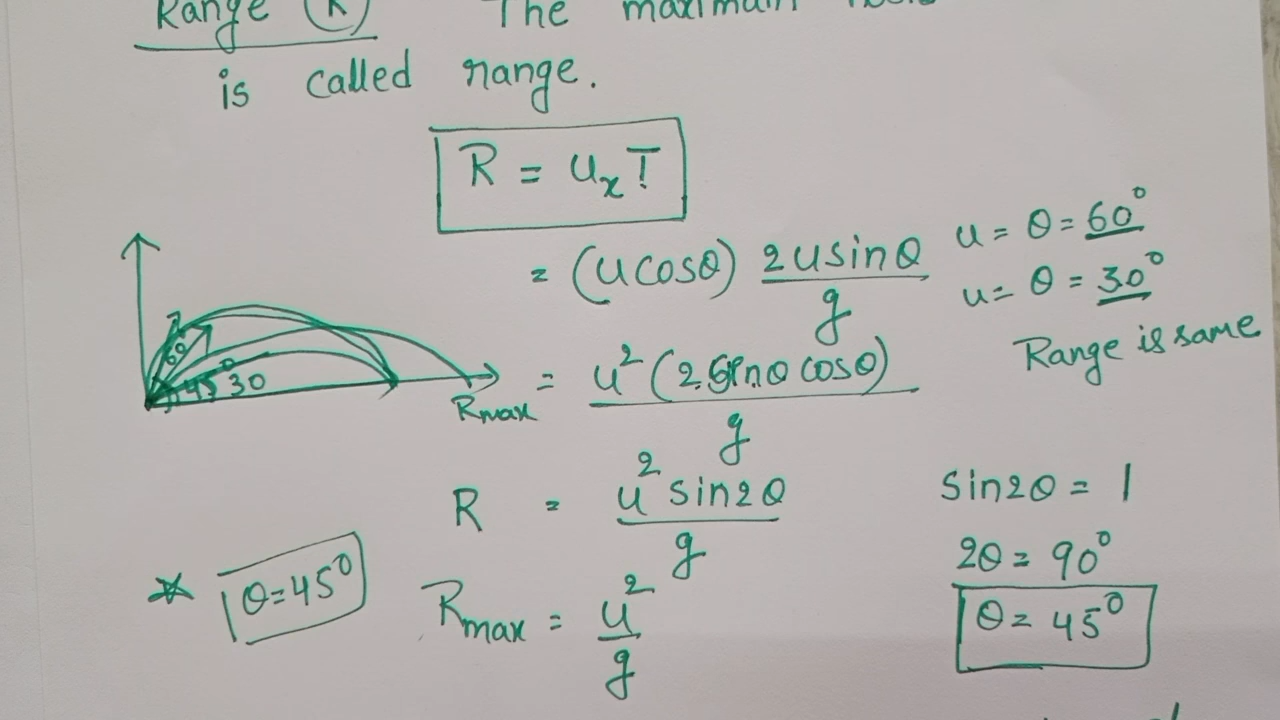 Range (R) The maximum
is called range.
R = uₓT
= (u cosθ) 2u sinθ / g
u = θ = 60°
u = θ = 30°
Range is same
60
45° 30
Rmax
= u² (2 sinθ cosθ) / g
R = u² sin2θ / g
sin2θ = 1
2θ = 90°
θ = 45°
* θ = 45°
Rmax = u² / g